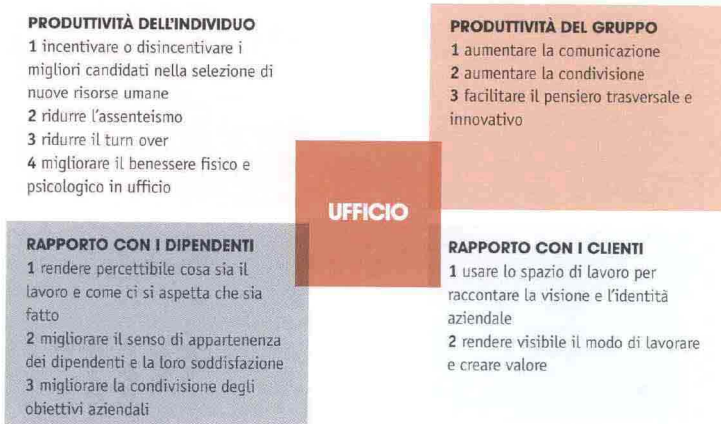 PRODUTTIVITÀ DELL'INDIVIDUO
1 incentivare o disincentivare i
migliori candidati nella selezione di
nuove risorse umane
2 ridurre l'assenteismo
3 ridurre il turn over
4 migliorare il benessere fisico e
psicologico in ufficio
PRODUTTIVITÀ DEL GRUPPO
1 aumentare la comunicazione
2 aumentare la condivisione
3 facilitare il pensiero trasversale e
innovativo
UFFICIO
RAPPORTO CON I DIPENDENTI
1 rendere percettibile cosa sia il
lavoro e come ci si aspetta che sia
fatto
2 migliorare il senso di appartenenza
dei dipendenti e la loro soddisfazione
3 migliorare la condivisione degli
obiettivi aziendali
RAPPORTO CON I CLIENTI
1 usare lo spazio di lavoro per
raccontare la visione e l'identità
aziendale
2 rendere visibile il modo di lavorare
e creare valore